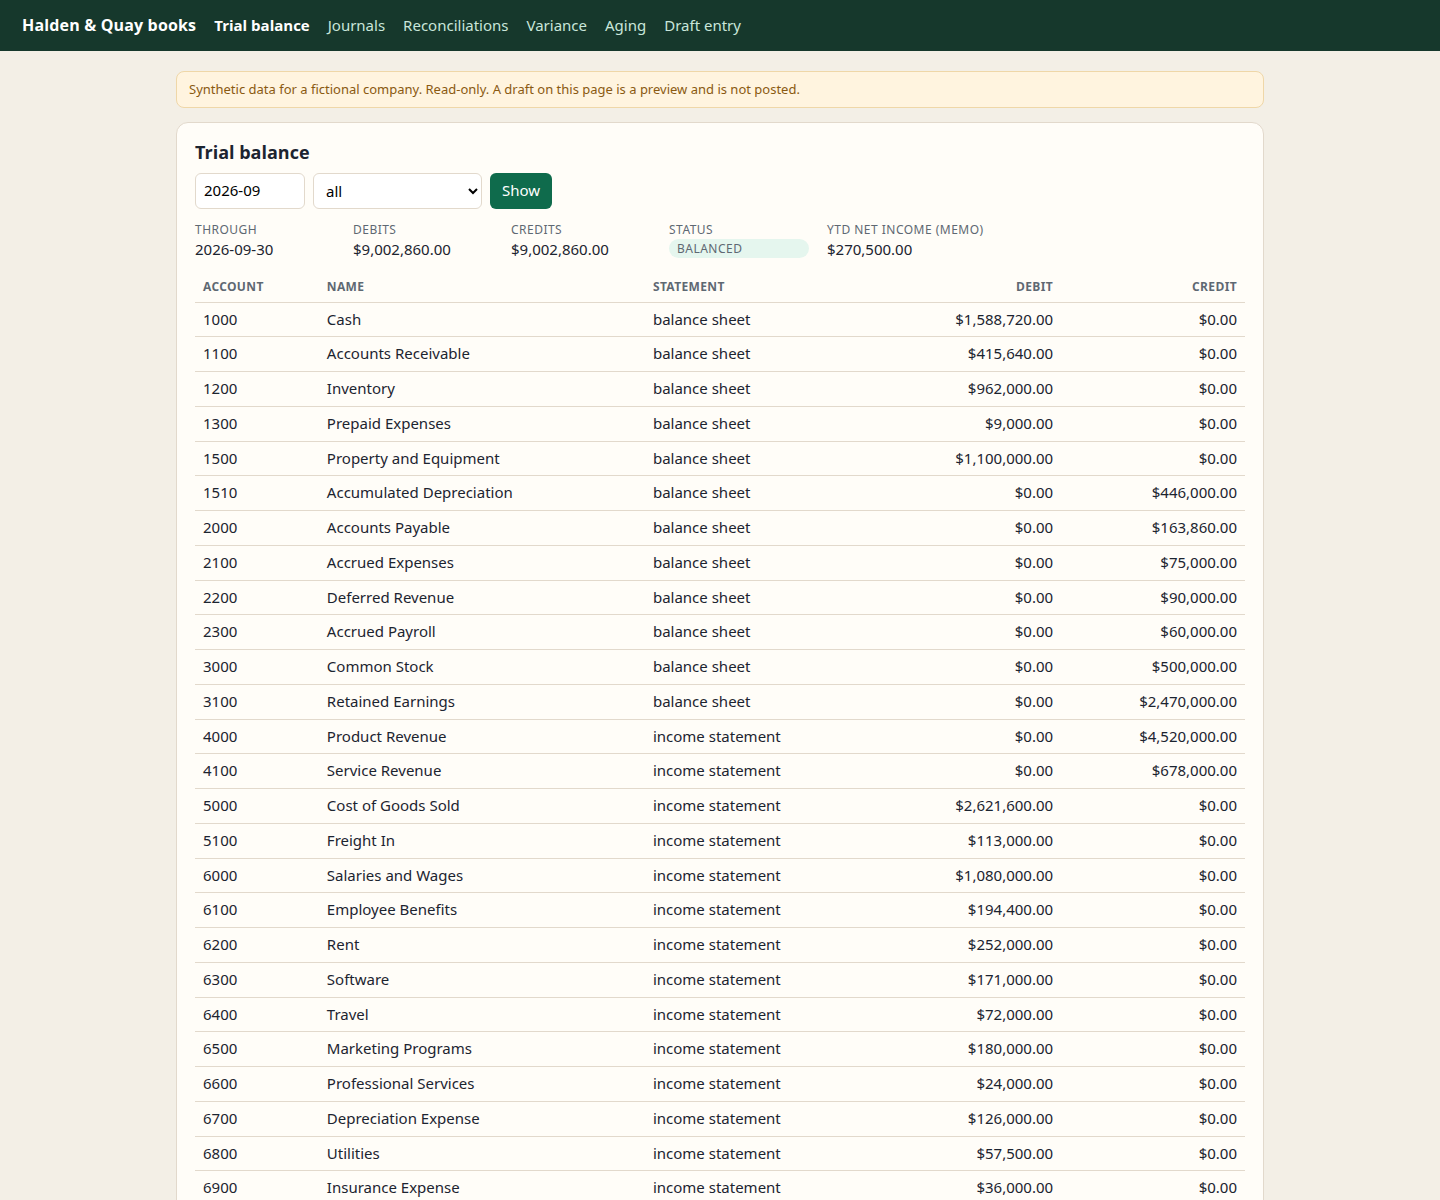 Halden & Quay books Trial balance Journals Reconciliations Variance Aging Draft entry
Synthetic data for a fictional company. Read-only. A draft on this page is a preview and is not posted.
Trial balance
2026-09 all Show
THROUGH DEBITS CREDITS STATUS YTD NET INCOME (MEMO)
2026-09-30 $9,002,860.00 $9,002,860.00 BALANCED $270,500.00
ACCOUNT NAME STATEMENT DEBIT CREDIT
1000 Cash balance sheet $1,588,720.00 $0.00
1100 Accounts Receivable balance sheet $415,640.00 $0.00
1200 Inventory balance sheet $962,000.00 $0.00
1300 Prepaid Expenses balance sheet $9,000.00 $0.00
1500 Property and Equipment balance sheet $1,100,000.00 $0.00
1510 Accumulated Depreciation balance sheet $0.00 $446,000.00
2000 Accounts Payable balance sheet $0.00 $163,860.00
2100 Accrued Expenses balance sheet $0.00 $75,000.00
2200 Deferred Revenue balance sheet $0.00 $90,000.00
2300 Accrued Payroll balance sheet $0.00 $60,000.00
3000 Common Stock balance sheet $0.00 $500,000.00
3100 Retained Earnings balance sheet $0.00 $2,470,000.00
4000 Product Revenue income statement $0.00 $4,520,000.00
4100 Service Revenue income statement $0.00 $678,000.00
5000 Cost of Goods Sold income statement $2,621,600.00 $0.00
5100 Freight In income statement $113,000.00 $0.00
6000 Salaries and Wages income statement $1,080,000.00 $0.00
6100 Employee Benefits income statement $194,400.00 $0.00
6200 Rent income statement $252,000.00 $0.00
6300 Software income statement $171,000.00 $0.00
6400 Travel income statement $72,000.00 $0.00
6500 Marketing Programs income statement $180,000.00 $0.00
6600 Professional Services income statement $24,000.00 $0.00
6700 Depreciation Expense income statement $126,000.00 $0.00
6800 Utilities income statement $57,500.00 $0.00
6900 Insurance Expense income statement $36,000.00 $0.00